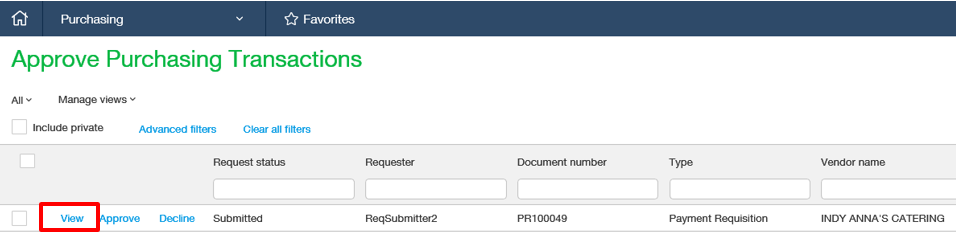 Purchasing Favorites
Approve Purchasing Transactions
All Manage views
Include private Advanced filters Clear all filters
Request status Requester Document number Type Vendor name
View Approve Decline Submitted ReqSubmitter2 PR100049 Payment Requisition INDY ANNA'S CATERING